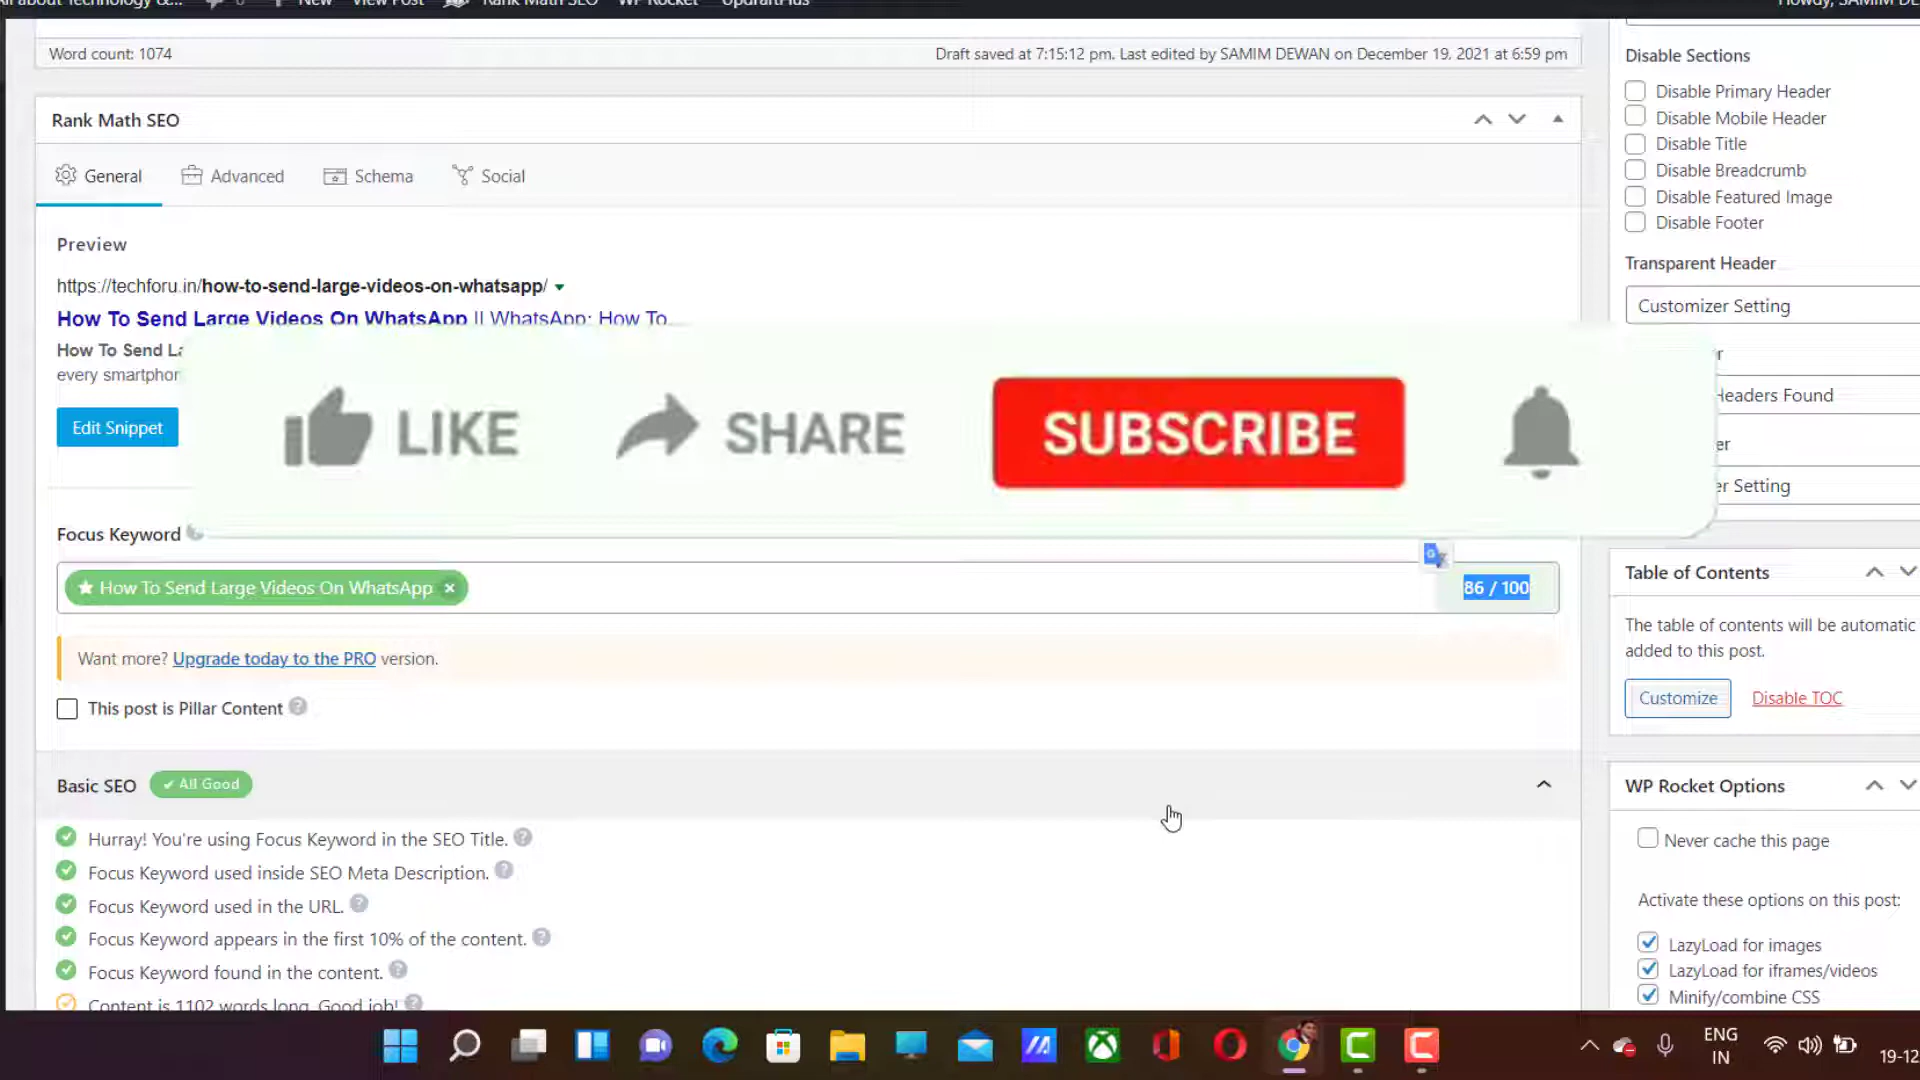 New View Post Rank Math SEO WP Rocket UpdraftPlus
Word count: 1074
Draft saved at 7:15:12 pm. Last edited by SAMIM DEWAN on December 19, 2021 at 6:59 pm
Rank Math SEO
General Advanced Schema Social
Preview
https://techforu.in/how-to-send-large-videos-on-whatsapp/
How To Send Large Videos On WhatsApp || WhatsApp: How To...
How To Send
every
Edit Snippet
LIKE SHARE SUBSCRIBE
Focus Keyword
How To Send Large Videos On WhatsApp ×
86 / 100
Want more? Upgrade today to the PRO version.
This post is Pillar Content
Basic SEO
All Good
Hurray! You're using Focus Keyword in the SEO Title.
Focus Keyword used inside SEO Meta Description.
Focus Keyword used in the URL.
Focus Keyword appears in the first 10% of the content.
Focus Keyword found in the content.
Content is 1102 words long. Good job!
Disable Sections
Disable Primary Header
Disable Mobile Header
Disable Title
Disable Breadcrumb
Disable Featured Image
Disable Footer
Transparent Header
Customizer Setting
Headers Found
Setting
Table of Contents
The table of contents will be automatic
added to this post.
Customize Disable TOC
WP Rocket Options
Never cache this page
Activate these options on this post:
LazyLoad for images
LazyLoad for iframes/videos
Minify/combine CSS
ENG
IN
19-12